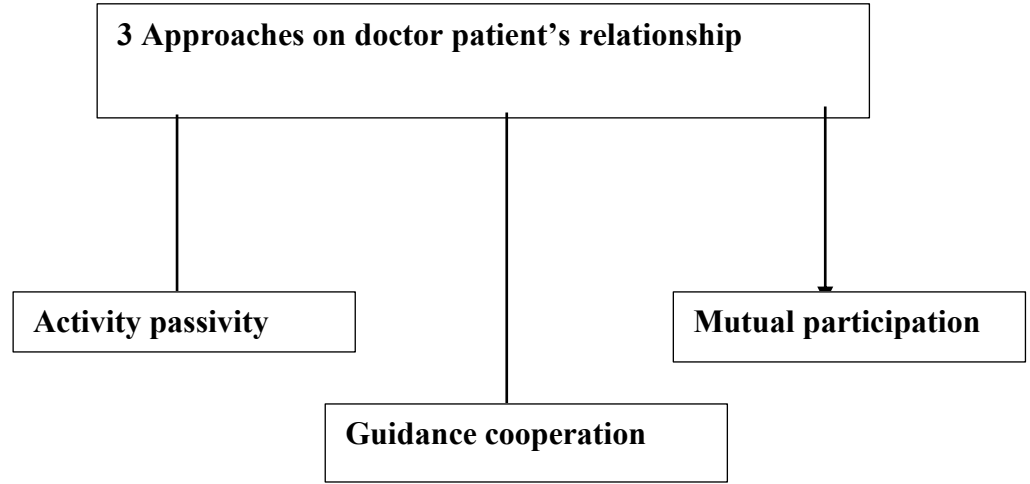 3 Approaches on doctor patient’s relationship
Activity passivity
Mutual participation
Guidance cooperation